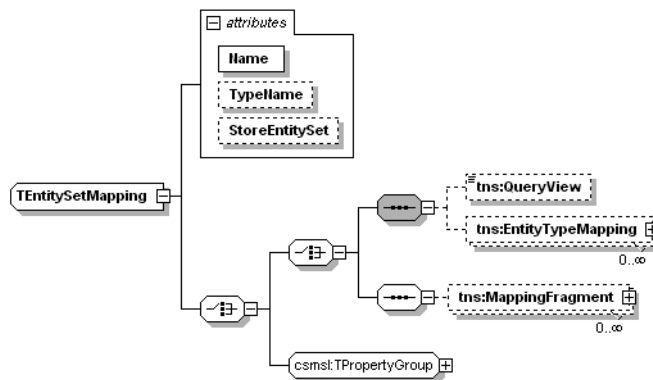 attributes
Name
TypeName
StoreEntitySet
TEntitySetMapping
tns:QueryView
tns:EntityTypeMapping
0..∞
tns:MappingFragment
0..∞
csmsl:TPropertyGroup